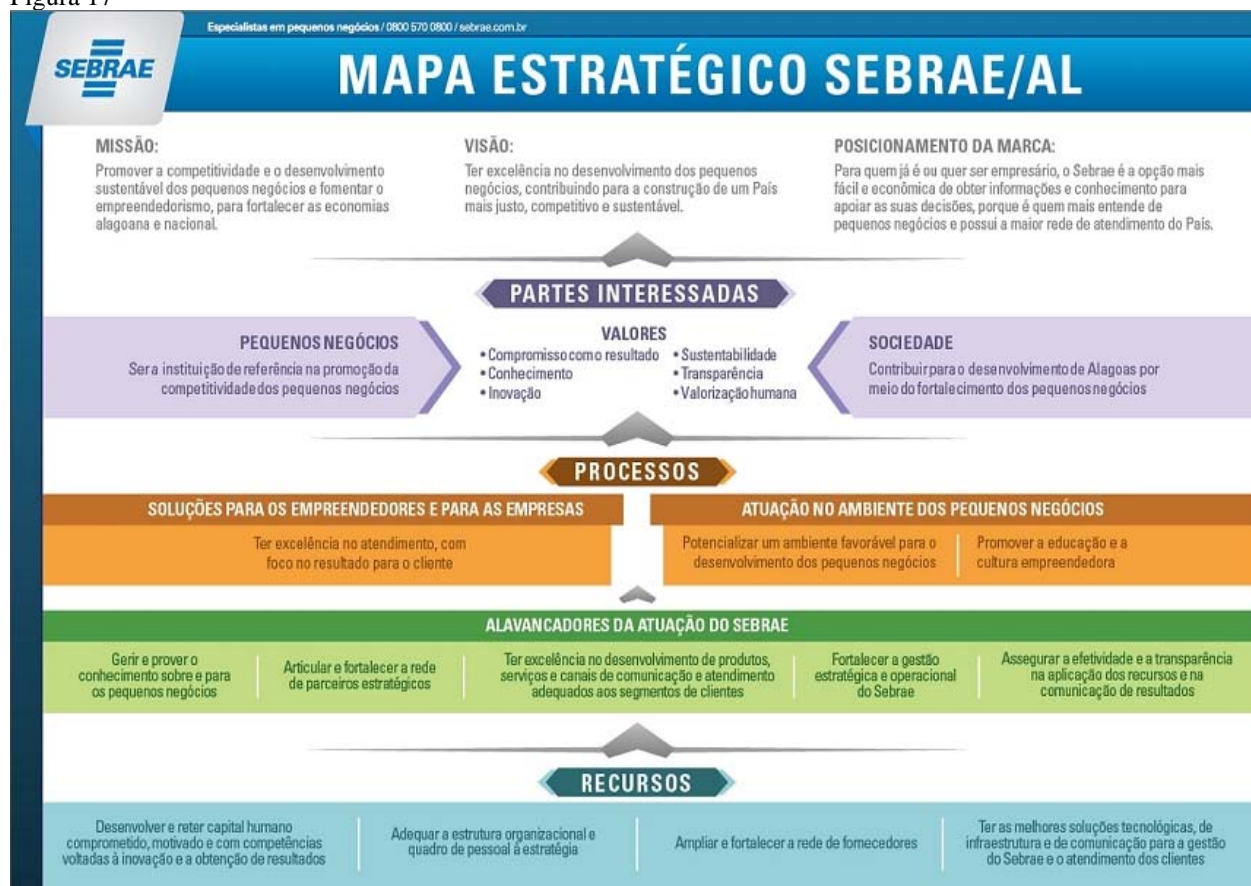 Figura 17
Especialistas em pequenos negócios / 0800 570 0800 / sebrae.com.br
SEBRAE
MAPA ESTRATÉGICO SEBRAE/AL
MISSÃO:
Promover a competitividade e o desenvolvimento
sustentável dos pequenos negócios e fomentar o
empreendedorismo, para fortalecer as economias
alagoana e nacional.
VISÃO:
Ter excelência no desenvolvimento dos pequenos
negócios, contribuindo para a construção de um País
mais justo, competitivo e sustentável.
POSICIONAMENTO DA MARCA:
Para quem já é ou quer ser empresário, o Sebrae é a opção mais
fácil e econômica de obter informações e conhecimento para
apoiar as suas decisões, porque é quem mais entende de
pequenos negócios e possui a maior rede de atendimento do País.
PARTES INTERESSADAS
PEQUENOS NEGÓCIOS
Ser a instituição de referência na promoção da
competitividade dos pequenos negócios
VALORES
• Compromisso com o resultado
• Conhecimento
• Inovação
• Sustentabilidade
• Transparência
• Valorização humana
SOCIEDADE
Contribuir para o desenvolvimento de Alagoas por
meio do fortalecimento dos pequenos negócios
PROCESSOS
SOLUÇÕES PARA OS EMPREENDEDORES E PARA AS EMPRESAS
Ter excelência no atendimento, com
foco no resultado para o cliente
ATUAÇÃO NO AMBIENTE DOS PEQUENOS NEGÓCIOS
Potencializar um ambiente favorável para o
desenvolvimento dos pequenos negócios
Promover a educação e a
cultura empreendedora
ALAVANCADORES DA ATUAÇÃO DO SEBRAE
Gerir e prover o
conhecimento sobre e para
os pequenos negócios
Articular e fortalecer a rede
de parceiros estratégicos
Ter excelência no desenvolvimento de produtos,
serviços e canais de comunicação e atendimento
adequados aos segmentos de clientes
Fortalecer a gestão
estratégica e operacional
do Sebrae
Assegurar a efetividade e a transparência
na aplicação dos recursos e na
comunicação de resultados
RECURSOS
Desenvolver e reter capital humano
comprometido, motivado e com competências
voltadas à inovação e a obtenção de resultados
Adequar a estrutura organizacional e
quadro de pessoal à estratégia
Ampliar e fortalecer a rede de fornecedores
Ter as melhores soluções tecnológicas, de
infraestrutura e de comunicação para a gestão
do Sebrae e o atendimento dos clientes